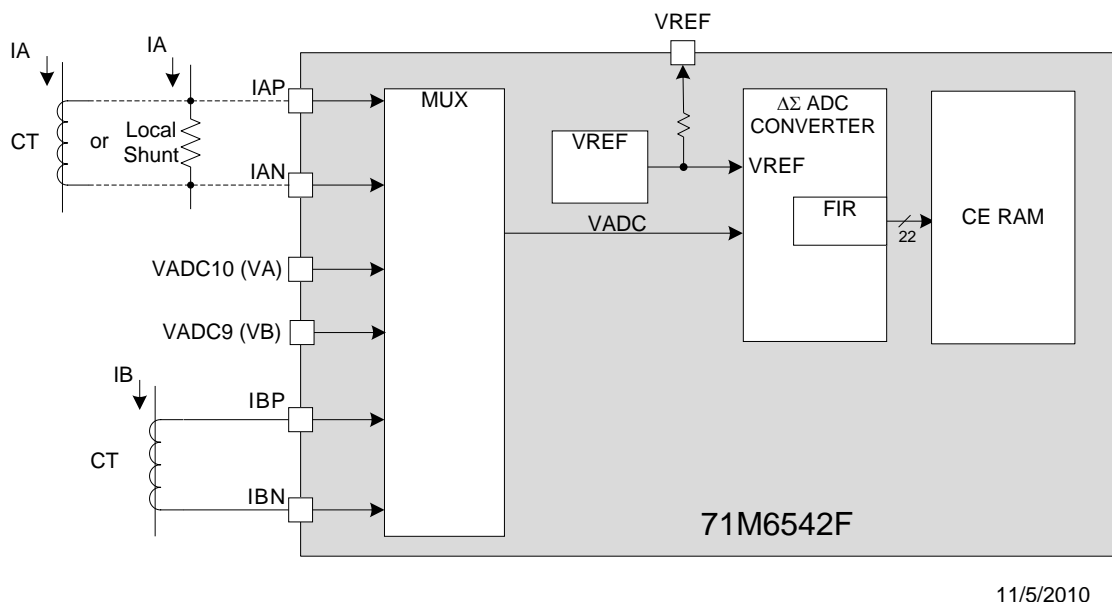 VREF
IA
IA
IAP
MUX
ΔΣ ADC
CONVERTER
CT
or
Local
Shunt
VREF
VREF
IAN
FIR
CE RAM
VADC
22
VADC10 (VA)
VADC9 (VB)
IB
IBP
CT
IBN
71M6542F
11/5/2010